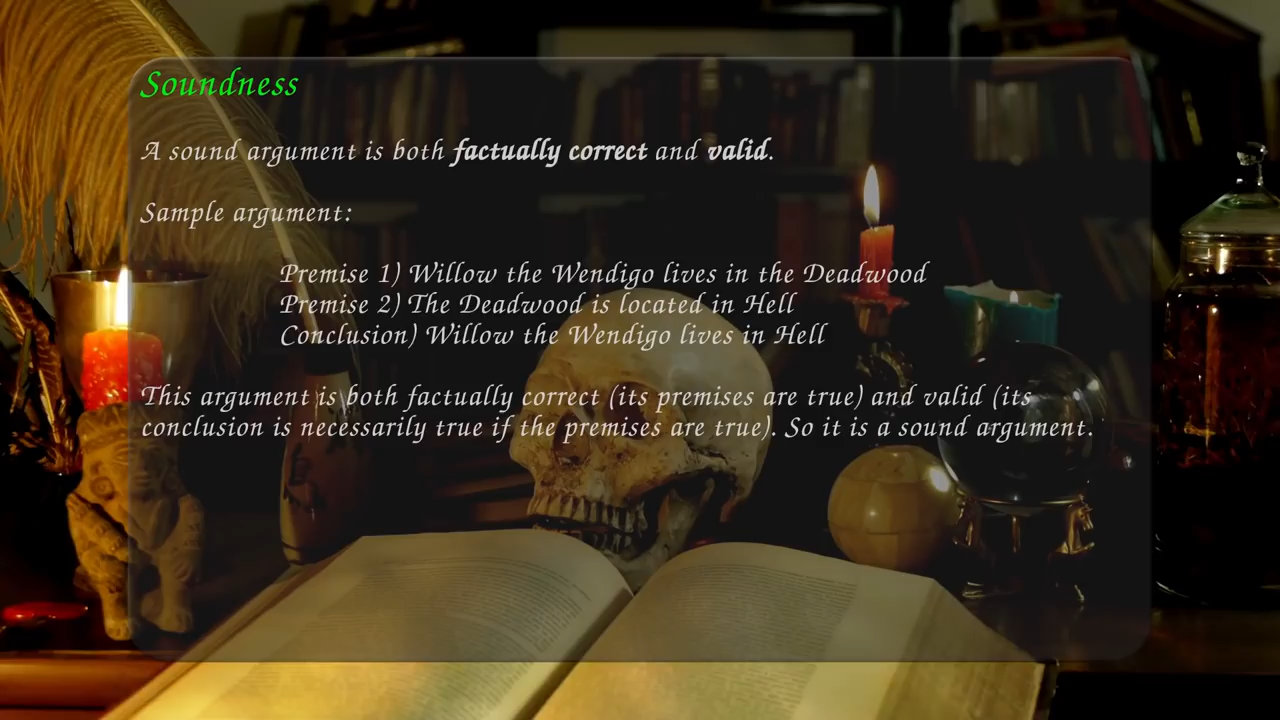 Soundness
A sound argument is both factually correct and valid.
Sample argument:
Premise 1) Willow the Wendigo lives in the Deadwood
Premise 2) The Deadwood is located in Hell
Conclusion) Willow the Wendigo lives in Hell
This argument is both factually correct (its premises are true) and valid (its
conclusion is necessarily true if the premises are true). So it is a sound argument.